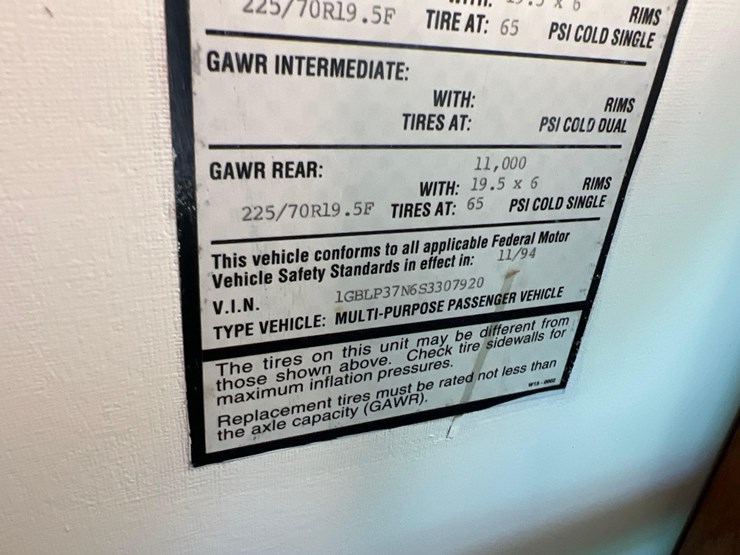 225/70R19.5F TIRE AT: 65 PSI COLD SINGLE RIMS
GAWR INTERMEDIATE:
WITH: RIMS
TIRES AT: PSI COLD DUAL
GAWR REAR: 11,000
WITH: 19.5 x 6 RIMS
225/70R19.5F TIRES AT: 65 PSI COLD SINGLE
This vehicle conforms to all applicable Federal Motor
Vehicle Safety Standards in effect in: 11/94
V.I.N. 1GBLP37N6S3307920
TYPE VEHICLE: MULTI-PURPOSE PASSENGER VEHICLE
The tires on this unit may be different from
those shown above. Check tire sidewalls for
maximum inflation pressures.
Replacement tires must be rated not less than
the axle capacity (GAWR).